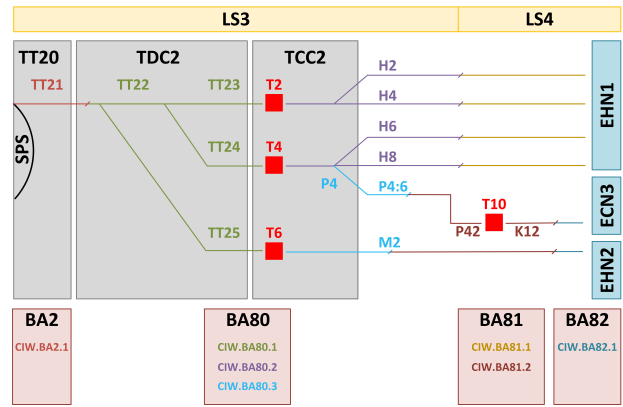 LS3 LS4
TT20 TDC2 TCC2
TT21 TT22 TT23 T2 H2
H4
SPS
TT24 T4 H6
H8
P4 P4:6
T10
TT25 T6 M2 P42 K12
EHN1
ECN3
EHN2
BA2 BA80 BA81 BA82
CIW.BA2.1 CIW.BA80.1 CIW.BA81.1 CIW.BA82.1
CIW.BA80.2 CIW.BA81.2
CIW.BA80.3